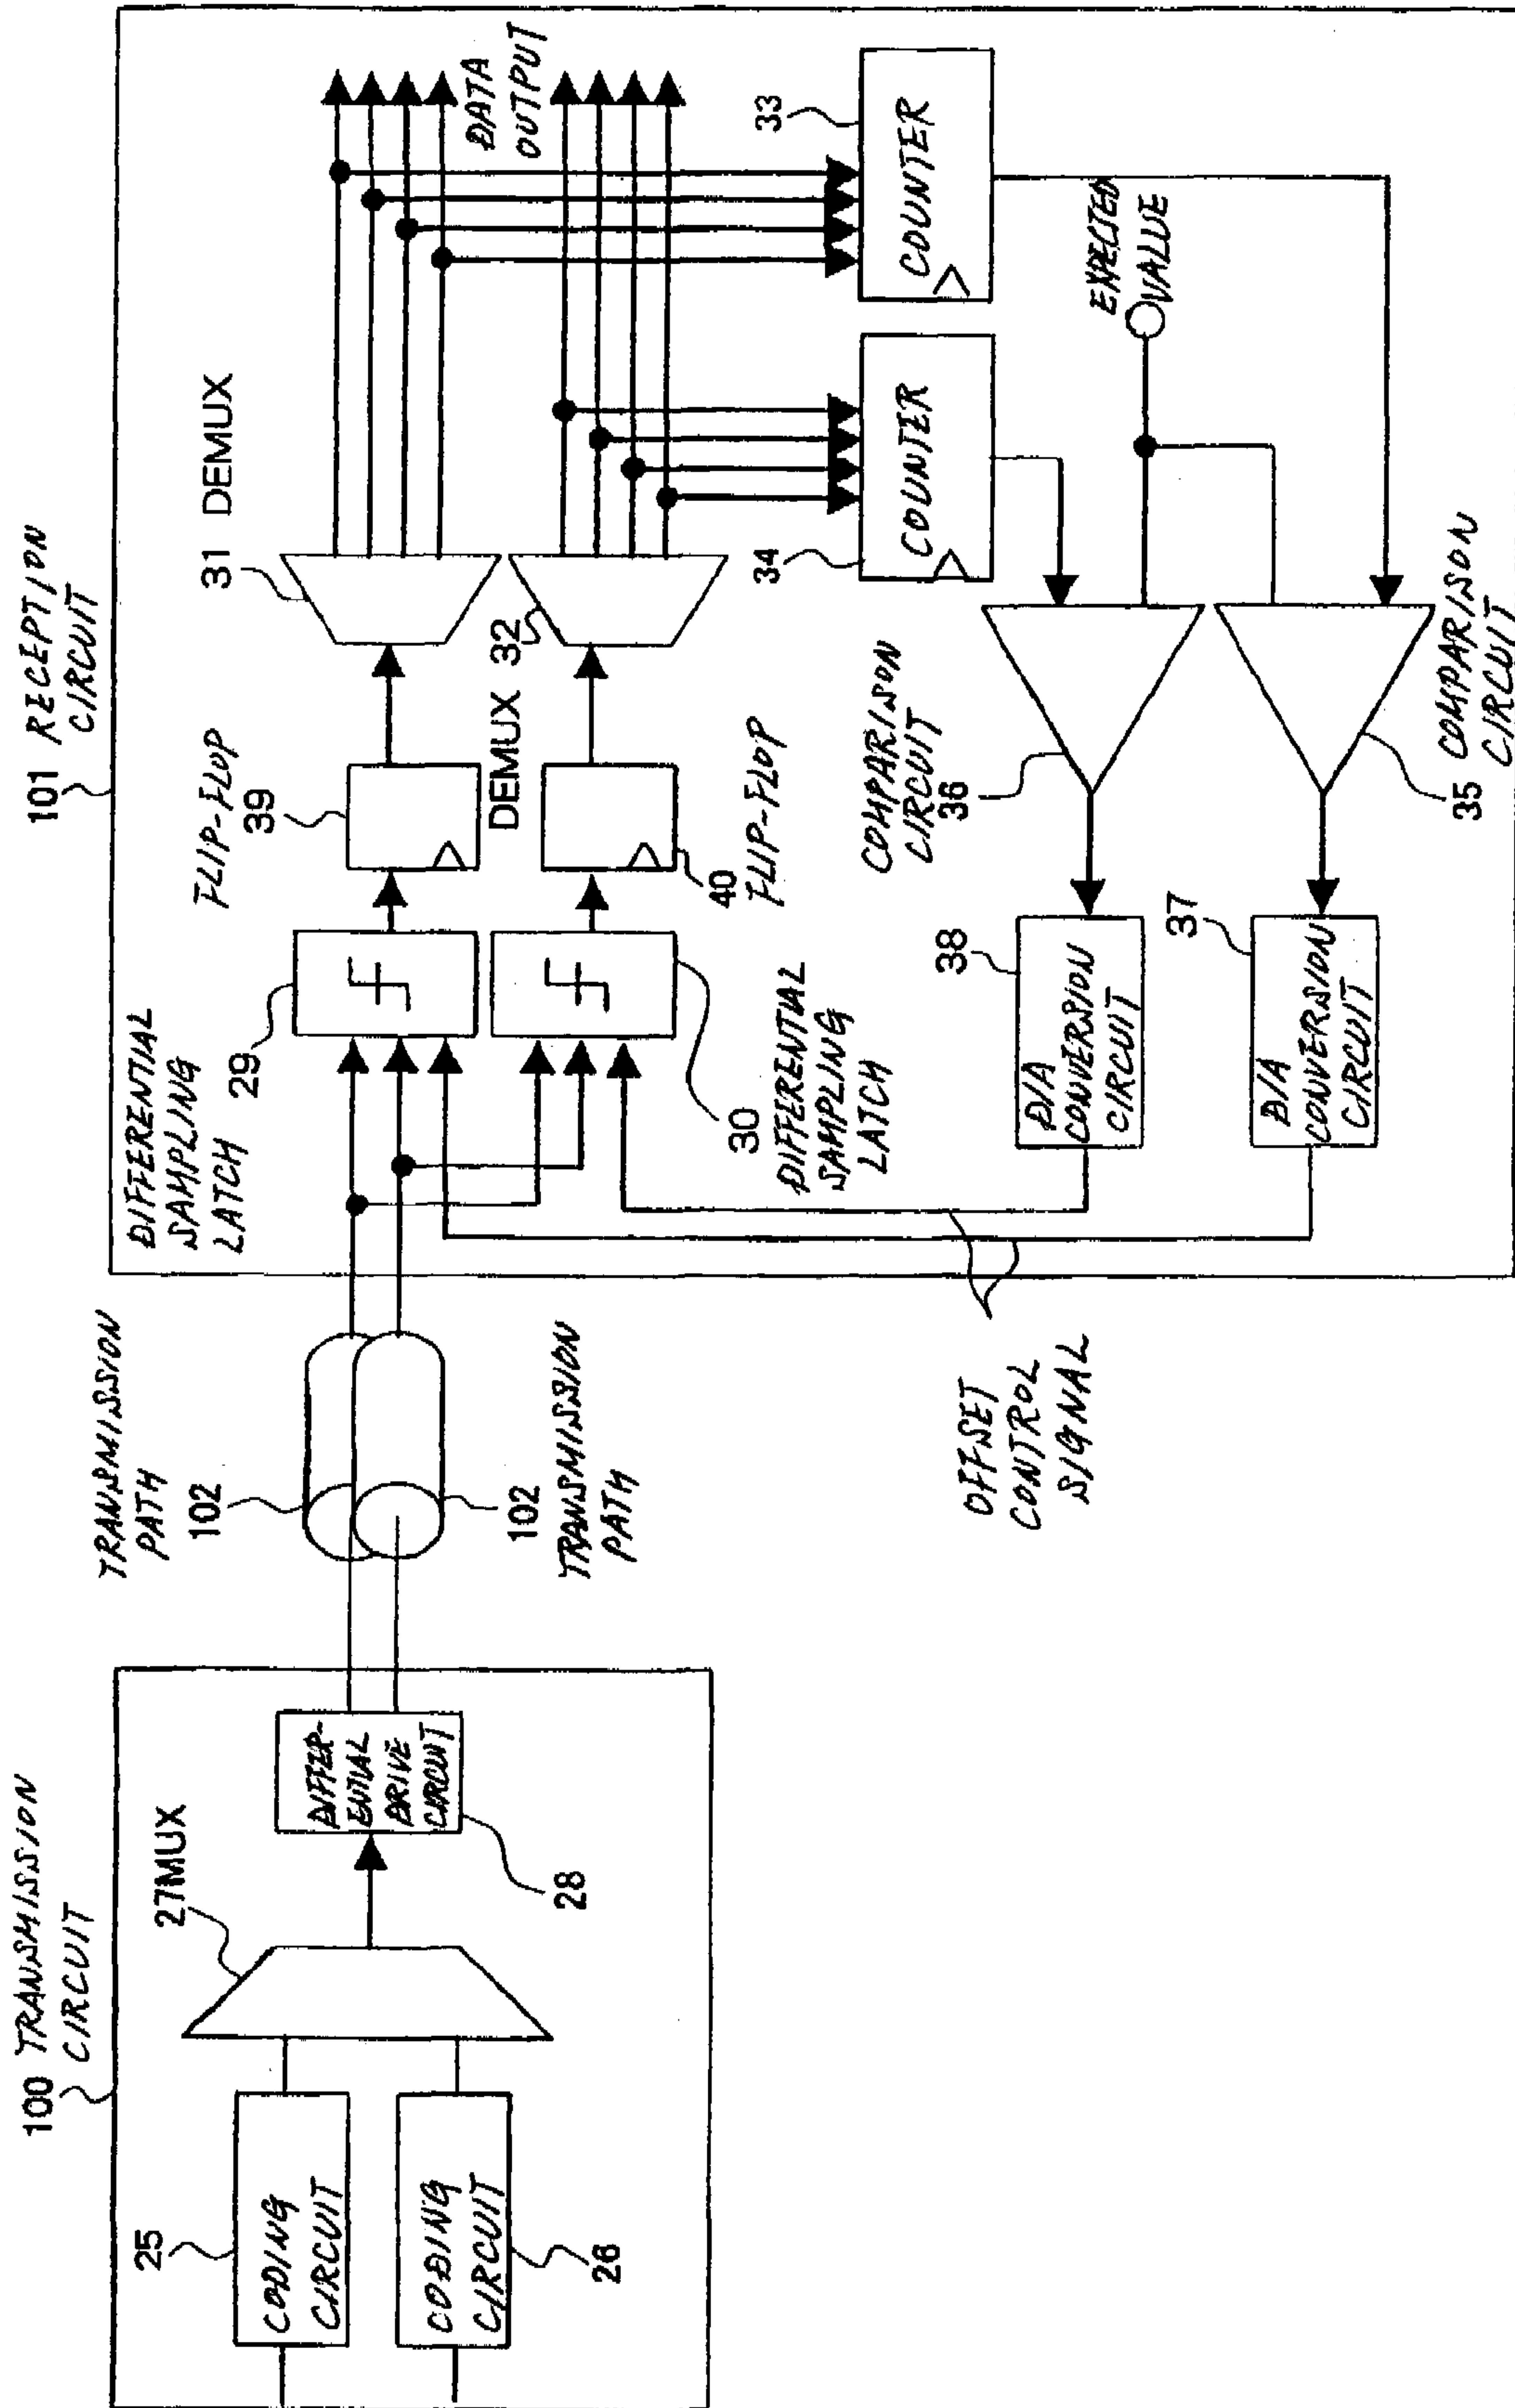 100 TRANSMISSION
CIRCUIT
25
CODING
CIRCUIT
CODING
CIRCUIT
26
27MUX
DIFFER-
ENTIAL
DRIVE
CIRCUIT
28
TRANSMISSION
PATH
102
102
TRANSMISSION
PATH
101 RECEPTION
CIRCUIT
DIFFERENTIAL
SAMPLING
LATCH
29
30
DIFFERENTIAL
SAMPLING
LATCH
FLIP-FLOP
39
40
FLIP-FLOP
31 DEMUX
DEMUX 32
DATA
OUTPUT
COUNTER
33
COUNTER
34
EXPECTED
VALUE
COMPARISON
CIRCUIT
36
COMPARISON
CIRCUIT
35
38
D/A
CONVERSION
CIRCUIT
37
D/A
CONVERSION
CIRCUIT
OFFSET
CONTROL
SIGNAL